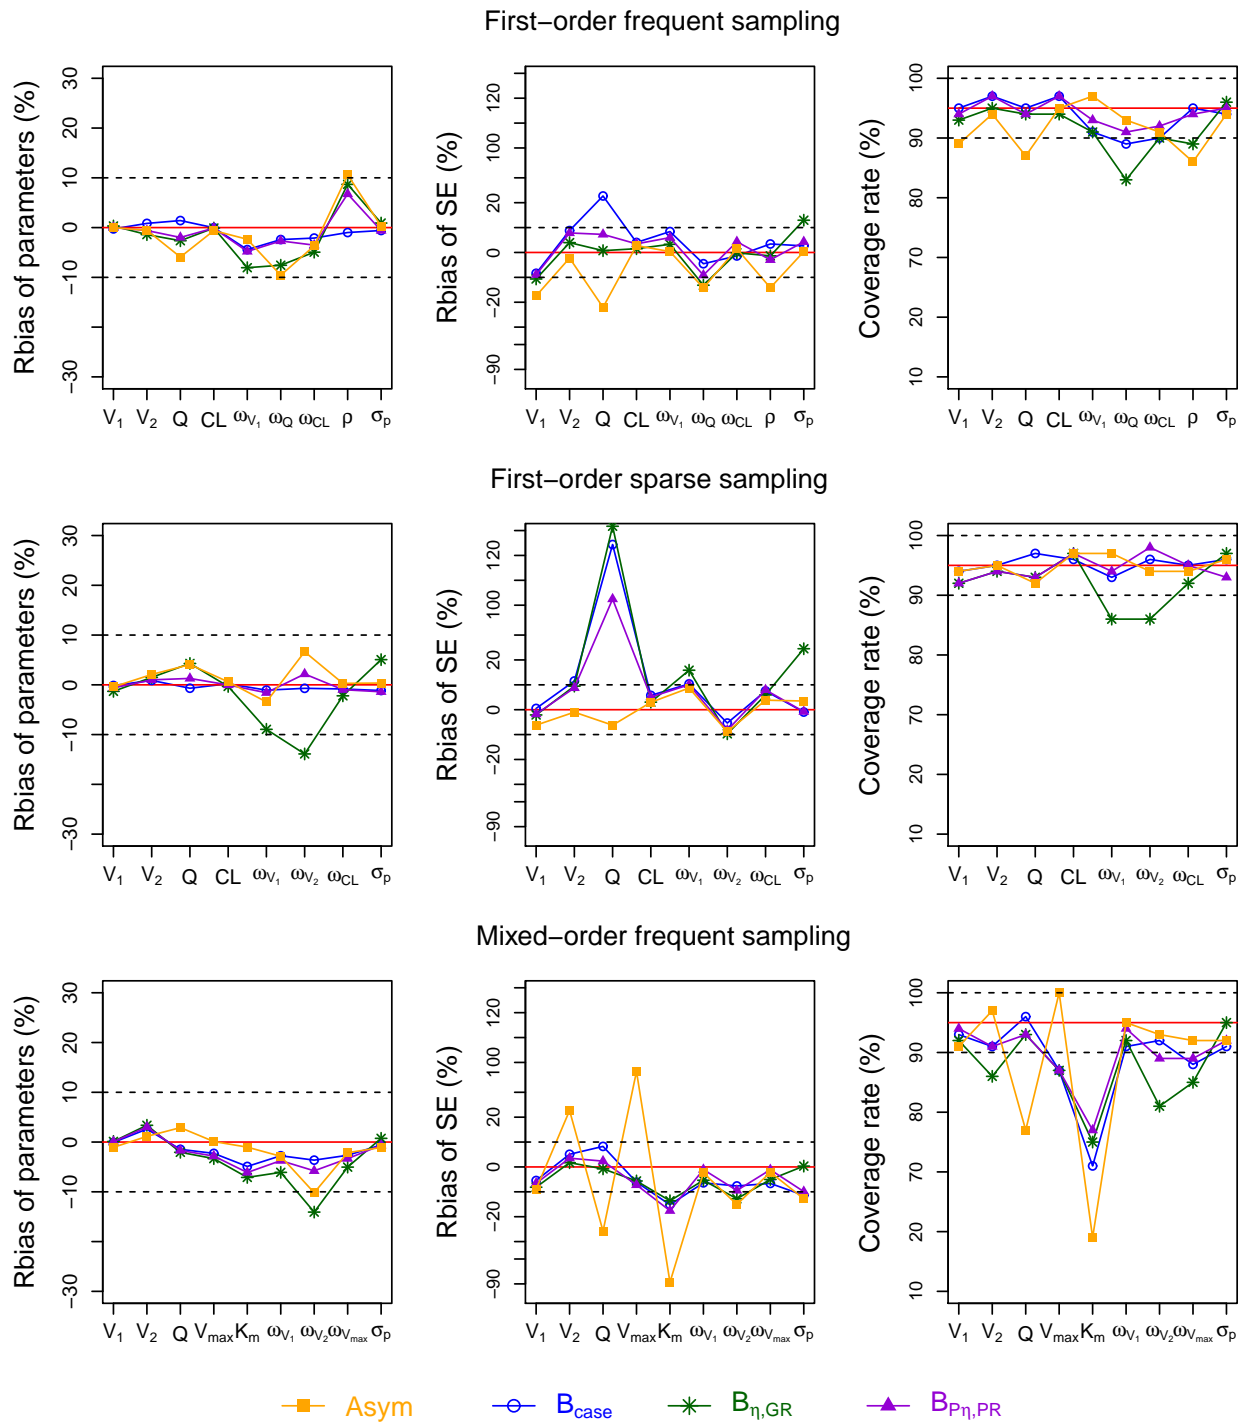 First−order frequent sampling
Rbias of parameters (%)
30
20
10
0
−10
−30
V1 V2 Q CL ωV1 ωQ ωCL ρ σp
Rbias of SE (%)
120
100
20
0
−20
−90
V1 V2 Q CL ωV1 ωQ ωCL ρ σp
Coverage rate (%)
100
90
80
70
20
10
V1 V2 Q CL ωV1 ωQ ωCL ρ σp
First−order sparse sampling
Rbias of parameters (%)
30
20
10
0
−10
−30
V1 V2 Q CL ωV1 ωV2 ωCL σp
Rbias of SE (%)
120
100
20
0
−20
−90
V1 V2 Q CL ωV1 ωV2 ωCL σp
Coverage rate (%)
100
90
80
70
20
10
V1 V2 Q CL ωV1 ωV2 ωCL σp
Mixed−order frequent sampling
Rbias of parameters (%)
30
20
10
0
−10
−30
V1 V2 Q Vmax Km ωV1 ωV2 ωVmax σp
Rbias of SE (%)
120
100
20
0
−20
−90
V1 V2 Q Vmax Km ωV1 ωV2 ωVmax σp
Coverage rate (%)
100
90
80
70
20
10
V1 V2 Q Vmax Km ωV1 ωV2 ωVmax σp
Asym Bcase Bη,GR BPη,PR